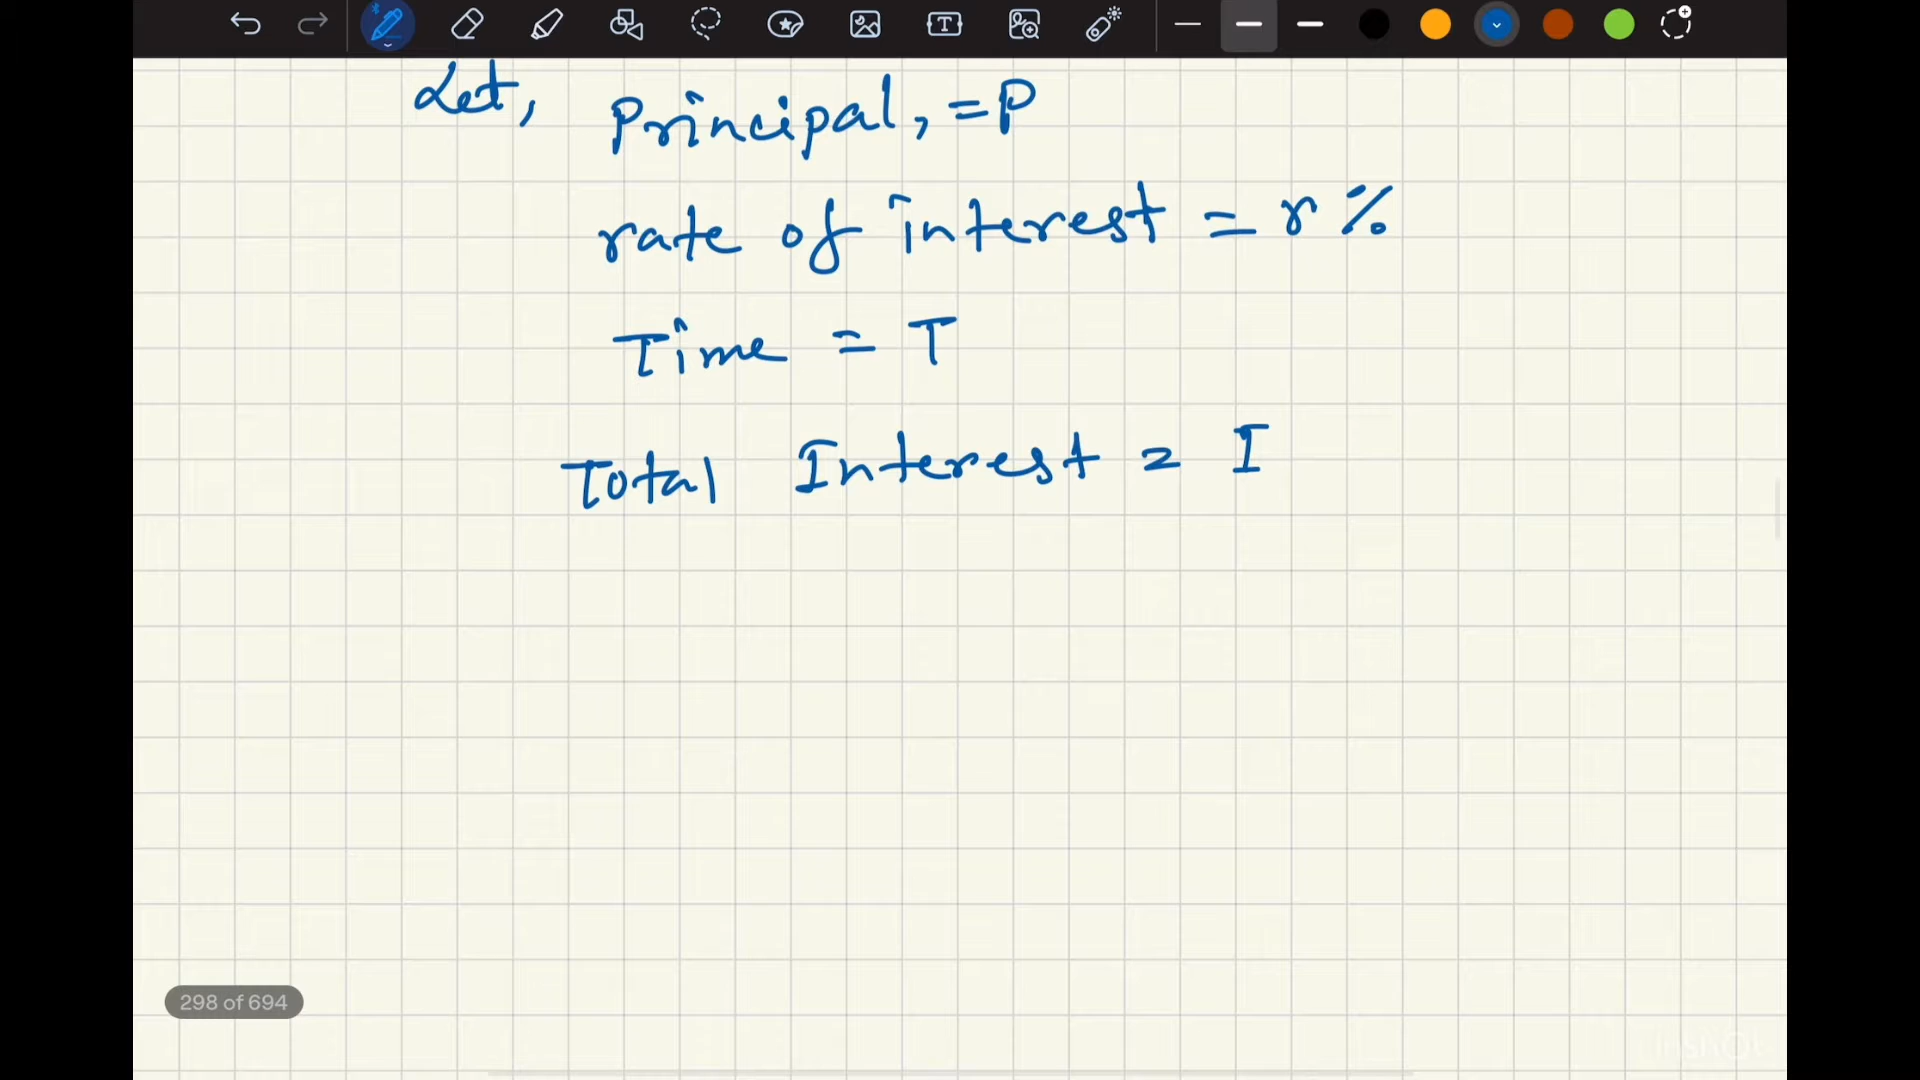 Let, Principal, = P
rate of interest = r %
Time = T
Total Interest = I
298 of 694